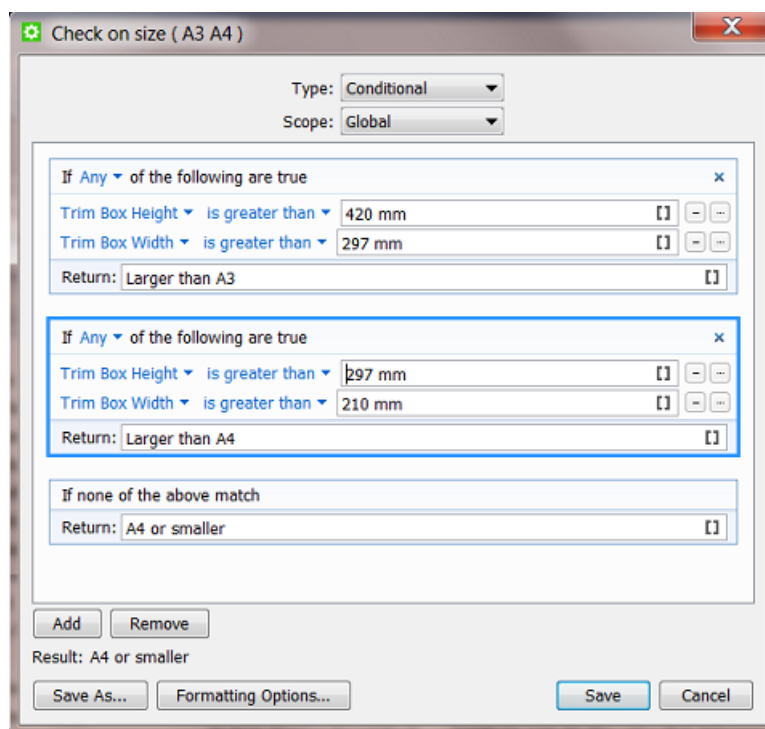 Check on size ( A3 A4 )
Type: Conditional
Scope: Global
If Any of the following are true
Trim Box Height is greater than 420 mm
Trim Box Width is greater than 297 mm
Return: Larger than A3
If Any of the following are true
Trim Box Height is greater than 297 mm
Trim Box Width is greater than 210 mm
Return: Larger than A4
If none of the above match
Return: A4 or smaller
Add Remove
Result: A4 or smaller
Save As... Formatting Options... Save Cancel